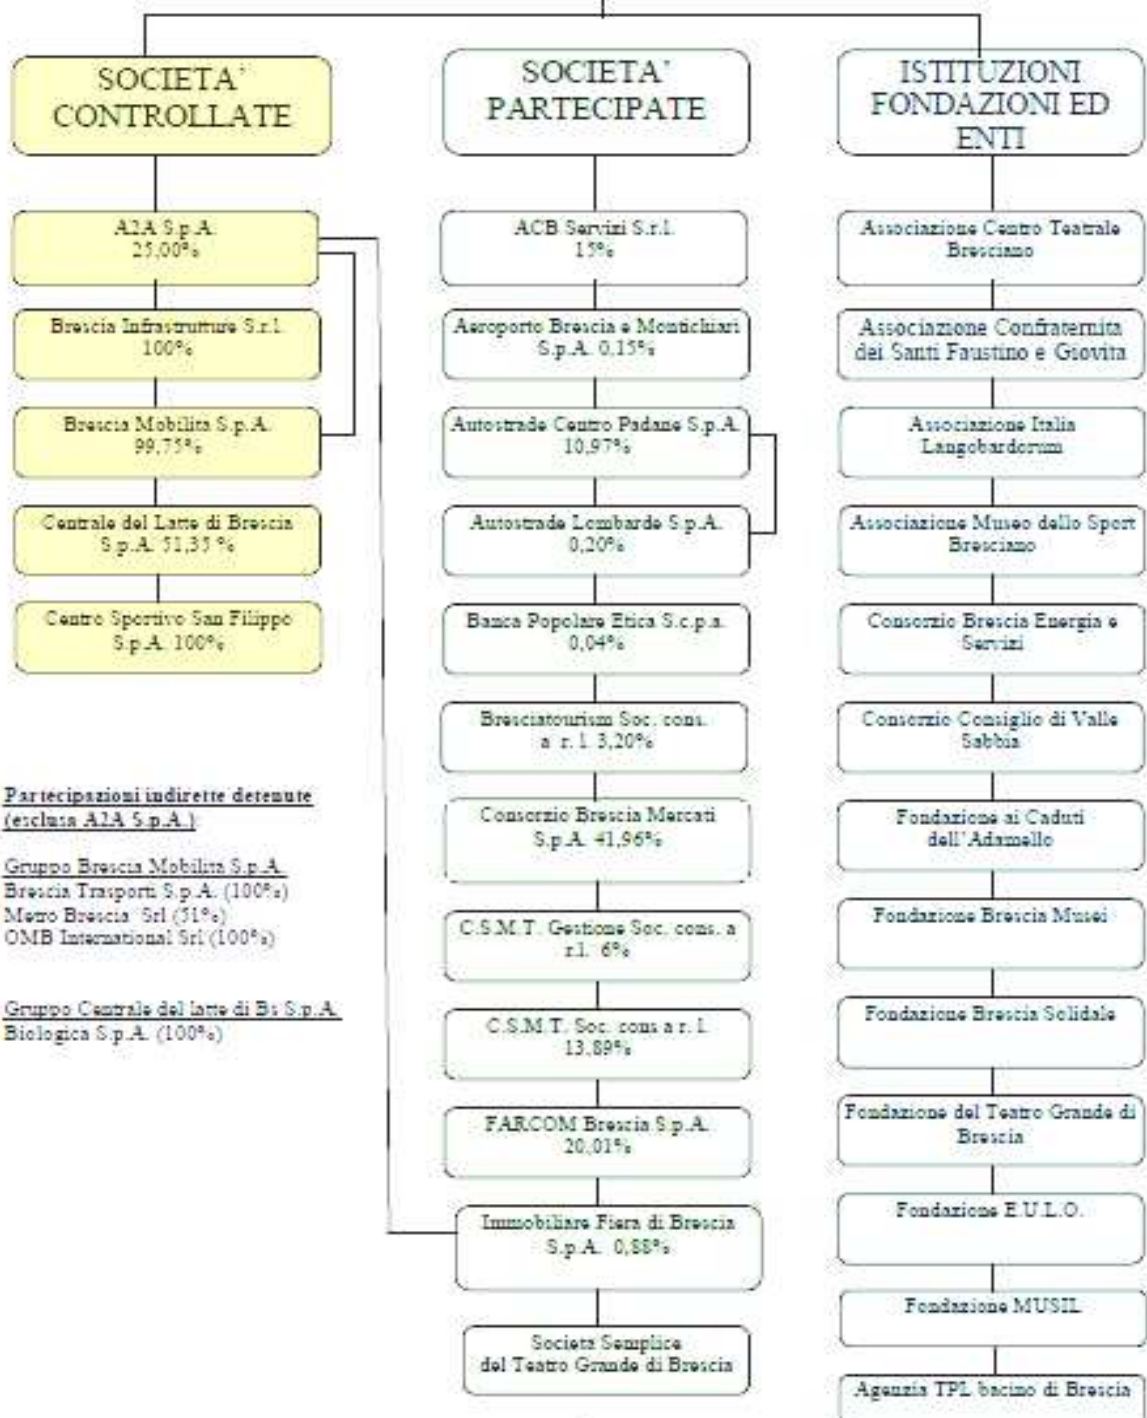 SOCIETA'
CONTROLLATE
A2A S.p.A.
25,00%
Brescia Infrastrutture S.r.l.
100%
Brescia Mobilità S.p.A.
99,75%
Centrale del Latte di Brescia
S.p.A. 51,35 %
Centro Sportivo San Filippo
S.p.A. 100%
Partecipazioni indirette detenute
(esclusa A2A S.p.A.)
Gruppo Brescia Mobilità S.p.A.
Brescia Trasporti S.p.A. (100%)
Metro Brescia Srl (51%)
OMB International Srl (100%)
Gruppo Centrale del latte di Bs S.p.A.
Biologica S.p.A. (100%)
SOCIETA'
PARTECIPATE
ACB Servizi S.r.l.
15%
Aeroporto Brescia e Montichiari
S.p.A. 0,15%
Autostrade Centro Padane S.p.A.
10,97%
Autostrade Lombarde S.p.A.
0,20%
Banca Popolare Etica S.c.p.a.
0,04%
Bresciatourism Soc. cons.
a r. l. 3,20%
Consorzio Brescia Mercati
S.p.A. 41,96%
C.S.M.T. Gestione Soc. cons. a
r.l. 6%
C.S.M.T. Soc. cons a r. l.
13,89%
FARCOM Brescia S.p.A.
20,01%
Immobiliare Fiera di Brescia
S.p.A. 0,88%
Società Semplice
del Teatro Grande di Brescia
ISTITUZIONI
FONDAZIONI ED
ENTI
Associazione Centro Teatrale
Bresciano
Associazione Confraternita
dei Santi Faustino e Giovita
Associazione Italia
Langobardorum
Associazione Museo dello Sport
Bresciano
Consorzio Brescia Energia e
Servizi
Consorzio Consiglio di Valle
Sabbia
Fondazione ai Caduti
dell'Adamello
Fondazione Brescia Musei
Fondazione Brescia Solidale
Fondazione del Teatro Grande di
Brescia
Fondazione E.U.L.O.
Fondazione MUSIL
Agenzia TPL bacino di Brescia